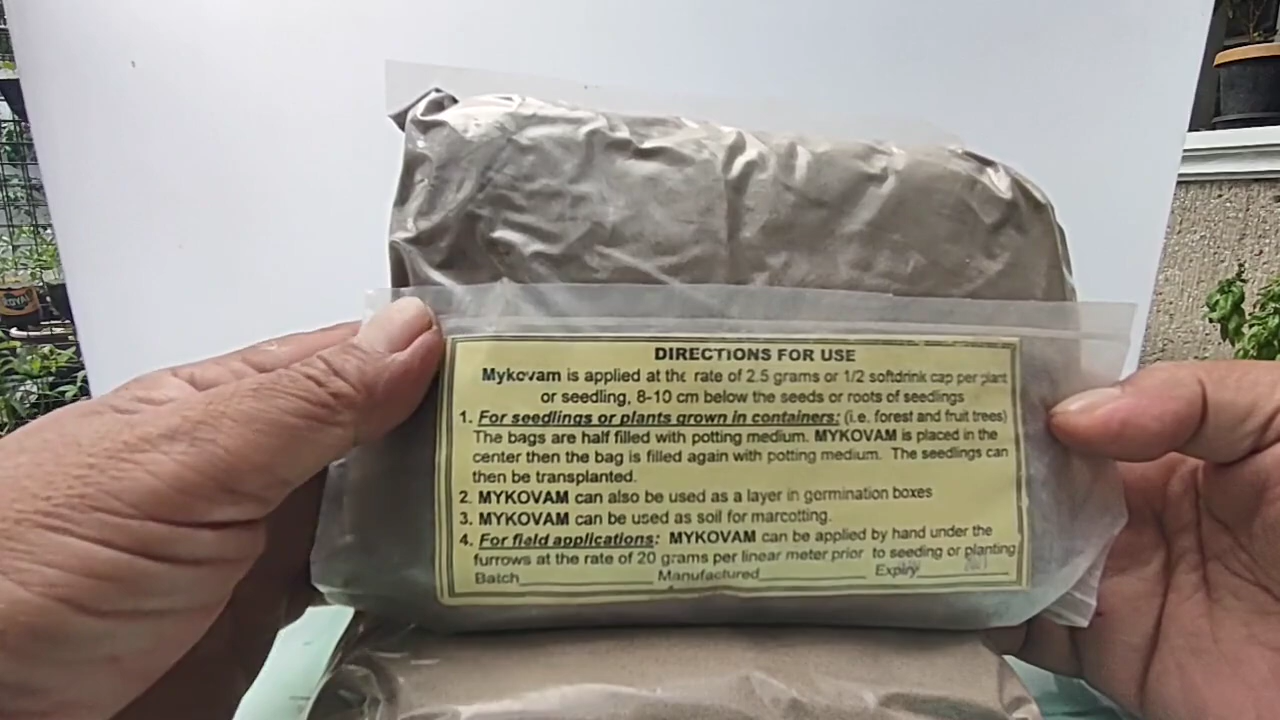 DIRECTIONS FOR USE
Mykovam is applied at the rate of 2.5 grams or 1/2 softdrink cap per plant
or seedling, 8-10 cm below the seeds or roots of seedlings
1. For seedlings or plants grown in containers: (i.e. forest and fruit trees)
The bags are half filled with potting medium. MYKOVAM is placed in the
center then the bag is filled again with potting medium. The seedlings can
then be transplanted.
2. MYKOVAM can also be used as a layer in germination boxes
3. MYKOVAM can be used as soil for marcotting.
4. For field applications: MYKOVAM can be applied by hand under the
furrows at the rate of 20 grams per linear meter prior to seeding or planting
Batch____________ Manufactured____________ Expiry____________
ROYAL